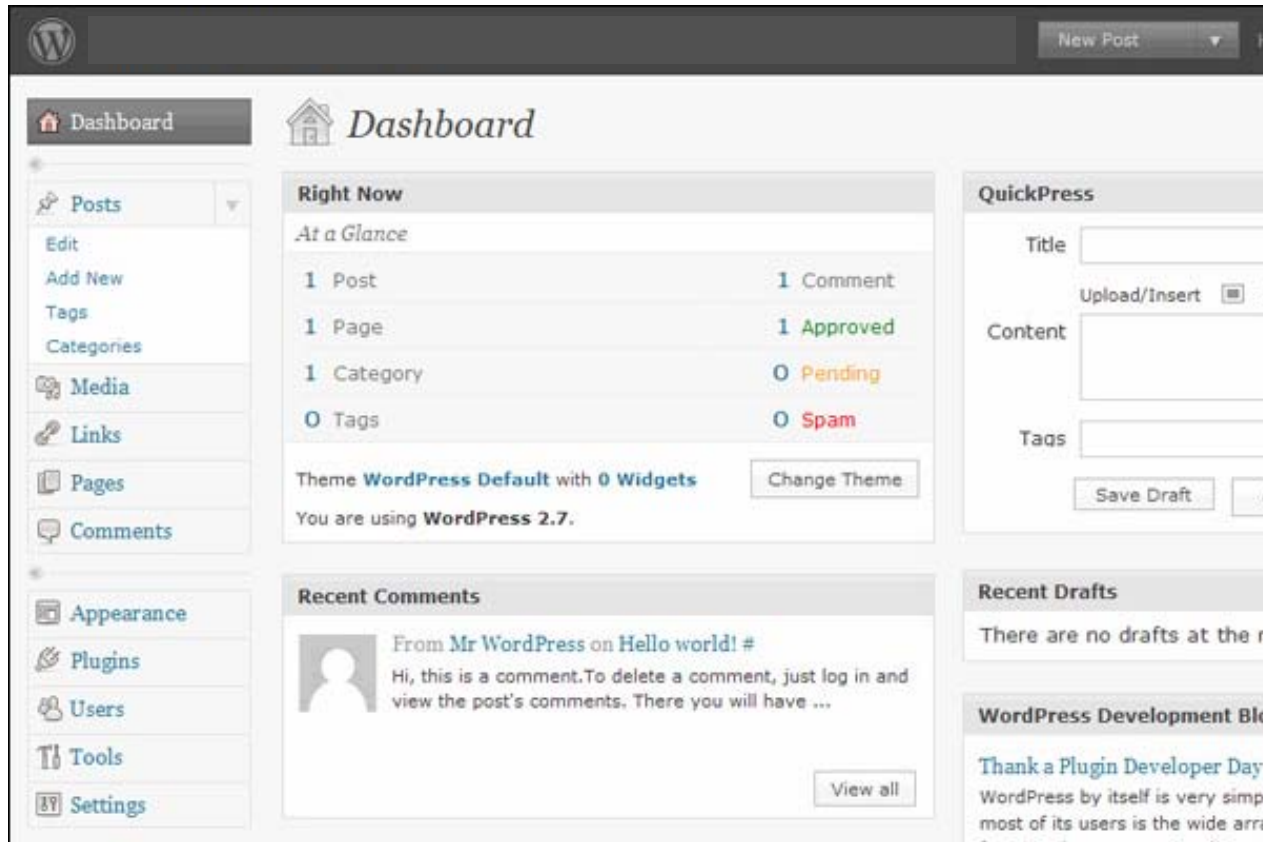 New Post
Dashboard
Posts
Edit
Add New
Tags
Categories
Media
Links
Pages
Comments
Appearance
Plugins
Users
Tools
Settings
Dashboard
Right Now
At a Glance
1 Post 1 Comment
1 Page 1 Approved
1 Category 0 Pending
0 Tags 0 Spam
Theme WordPress Default with 0 Widgets Change Theme
You are using WordPress 2.7.
Recent Comments
From Mr WordPress on Hello world! #
Hi, this is a comment.To delete a comment, just log in and
view the post's comments. There you will have ...
View all
QuickPress
Title
Upload/Insert
Content
Tags
Save Draft
Recent Drafts
There are no drafts at the
WordPress Development
Thank a Plugin Developer Day
WordPress by itself is very
most of its users is the wide